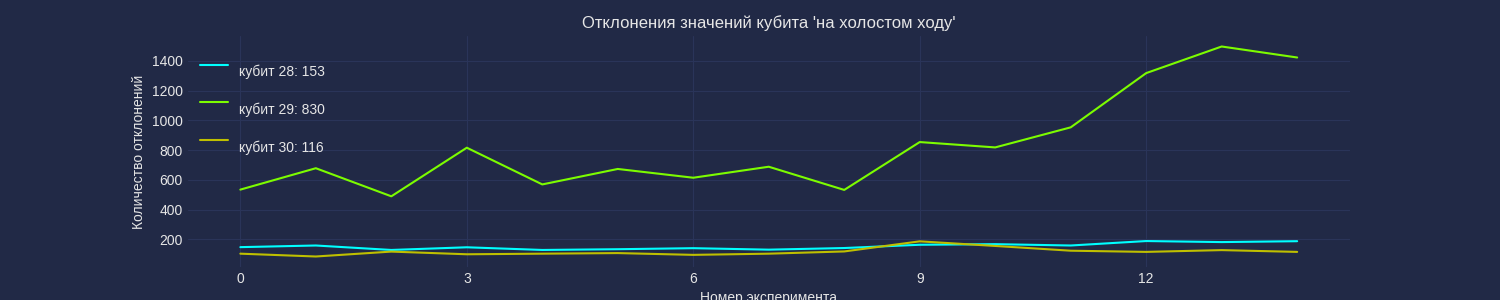 Отклонения значений кубита 'на холостом ходу'
Количество отклонений
1400
1200
1000
800
600
400
200
кубит 28: 153
кубит 29: 830
кубит 30: 116
0
3
6
9
12
Номер эксперимента